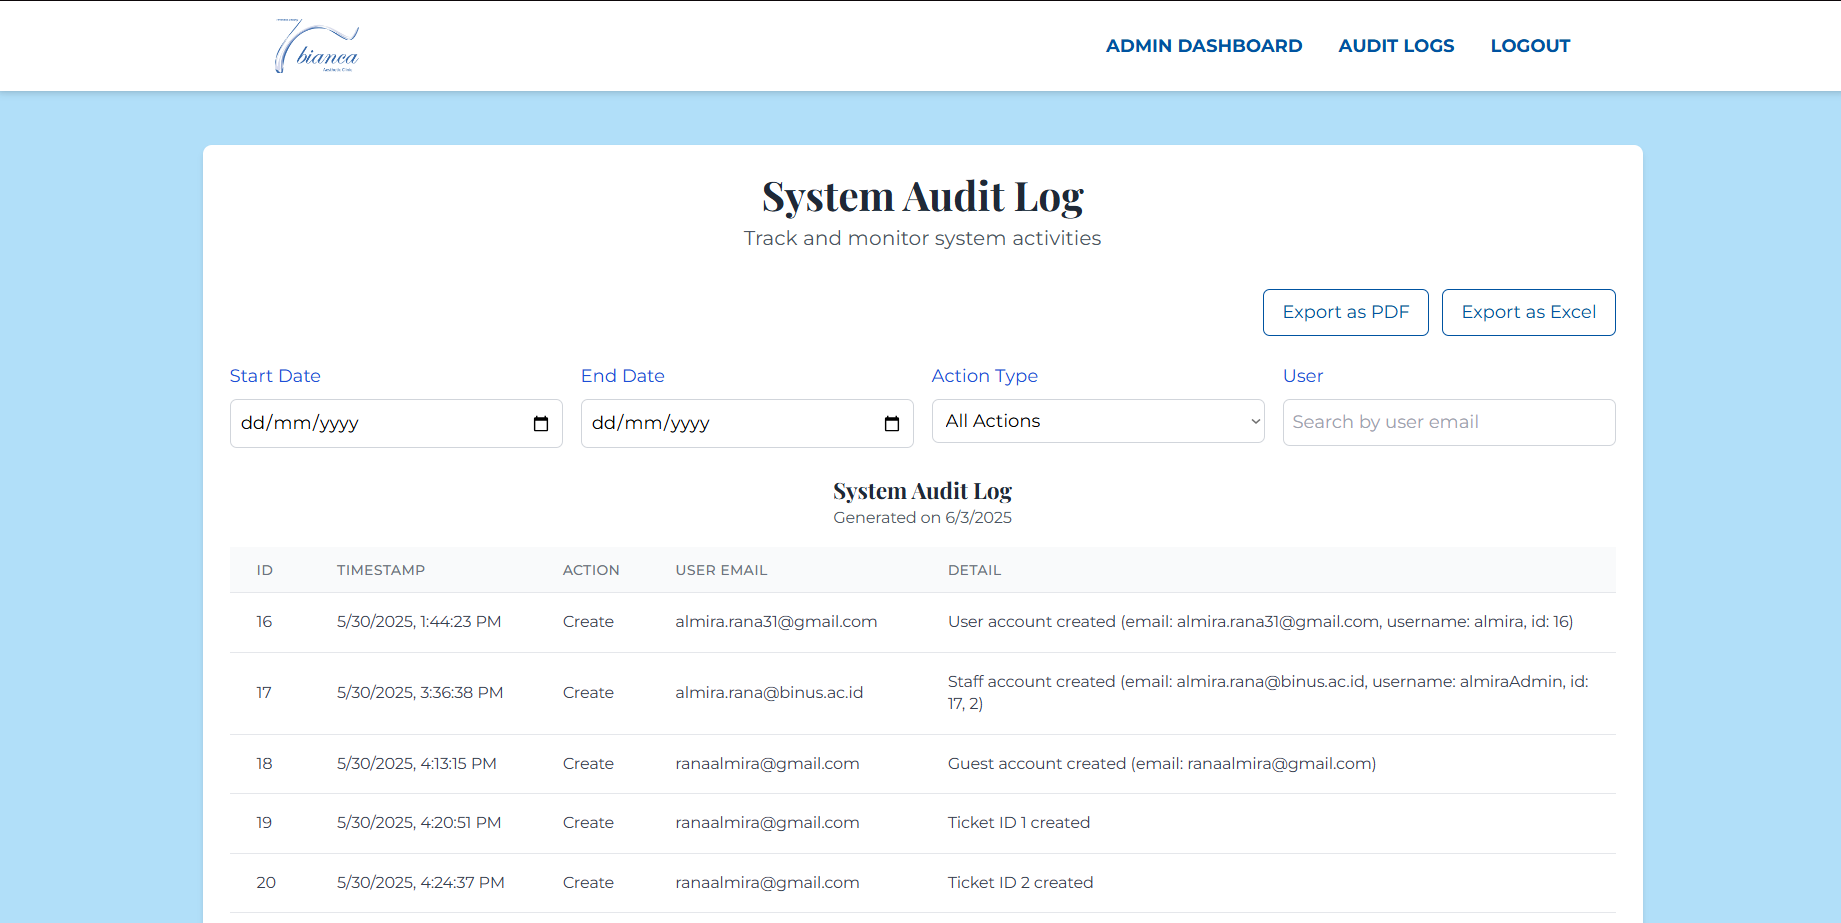 bianca
Aesthetic Clinic
ADMIN DASHBOARD AUDIT LOGS LOGOUT
System Audit Log
Track and monitor system activities
Export as PDF Export as Excel
Start Date End Date Action Type User
dd/mm/yyyy dd/mm/yyyy All Actions Search by user email
System Audit Log
Generated on 6/3/2025
ID TIMESTAMP ACTION USER EMAIL DETAIL
16 5/30/2025, 1:44:23 PM Create almira.rana31@gmail.com User account created (email: almira.rana31@gmail.com, username: almira, id: 16)
17 5/30/2025, 3:36:38 PM Create almira.rana@binus.ac.id Staff account created (email: almira.rana@binus.ac.id, username: almiraAdmin, id:
17, 2)
18 5/30/2025, 4:13:15 PM Create ranaalmira@gmail.com Guest account created (email: ranaalmira@gmail.com)
19 5/30/2025, 4:20:51 PM Create ranaalmira@gmail.com Ticket ID 1 created
20 5/30/2025, 4:24:37 PM Create ranaalmira@gmail.com Ticket ID 2 created